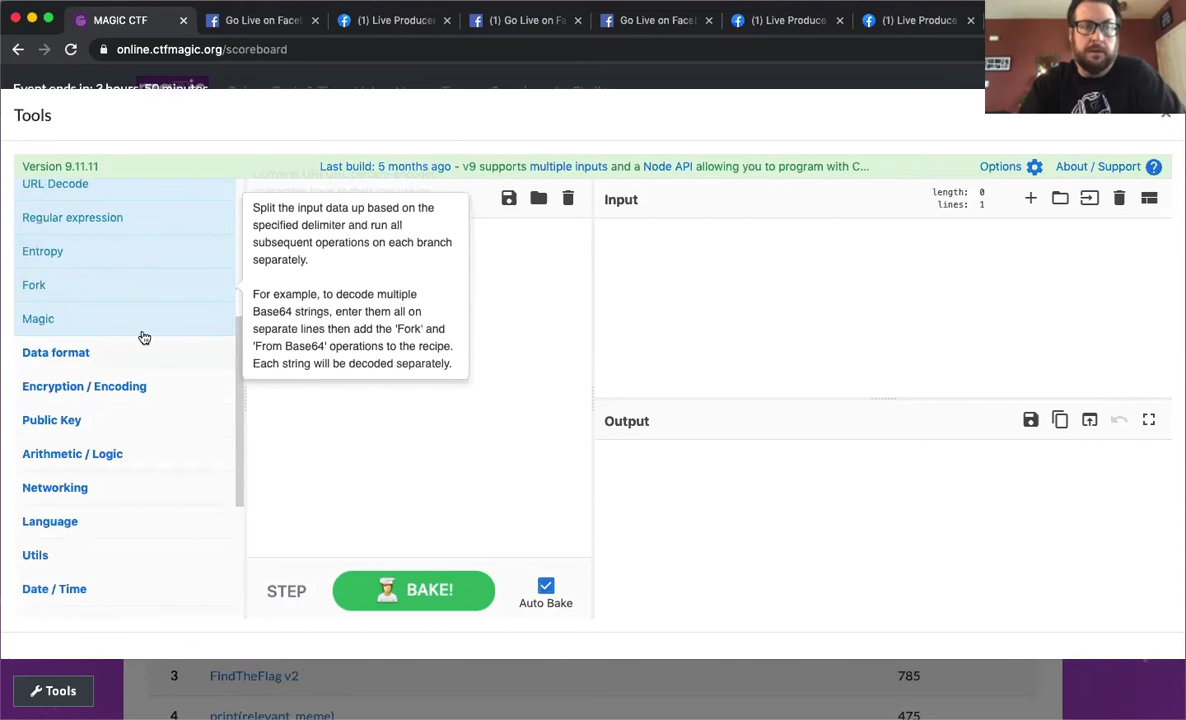 MAGIC CTF
Go Live on Facel
(1) Live Produce
(1) Go Live on Fa
Go Live on Facel
(1) Live Produce
(1) Live Produce
online.ctfmagic.org/scoreboard
Event ends in: 3 hours, 50 minutes
Tools
Version 9.11.11
Last build: 5 months ago - v9 supports multiple inputs and a Node API allowing you to program with C...
Options
About / Support
URL Decode
Regular expression
Entropy
Fork
Magic
Data format
Encryption / Encoding
Public Key
Arithmetic / Logic
Networking
Language
Utils
Date / Time
Split the input data up based on the
specified delimiter and run all
subsequent operations on each branch
separately.
For example, to decode multiple
Base64 strings, enter them all on
separate lines then add the 'Fork' and
'From Base64' operations to the recipe.
Each string will be decoded separately.
STEP
BAKE!
Auto Bake
Input
length: 0
lines: 1
Output
3 FindTheFlag v2 785
4 print(relevant_meme) 475
Tools